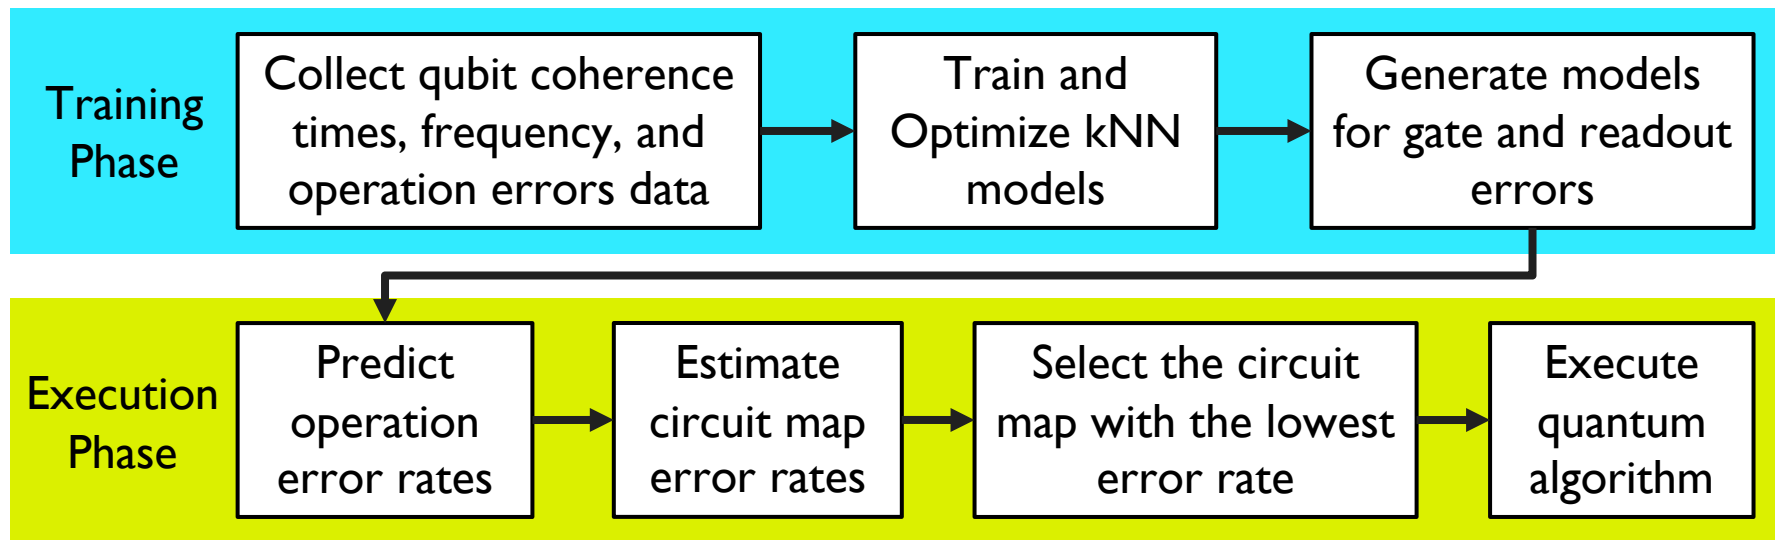 Training
Phase
Collect qubit coherence
times, frequency, and
operation errors data
Train and
Optimize kNN
models
Generate models
for gate and readout
errors
Execution
Phase
Predict
operation
error rates
Estimate
circuit map
error rates
Select the circuit
map with the lowest
error rate
Execute
quantum
algorithm